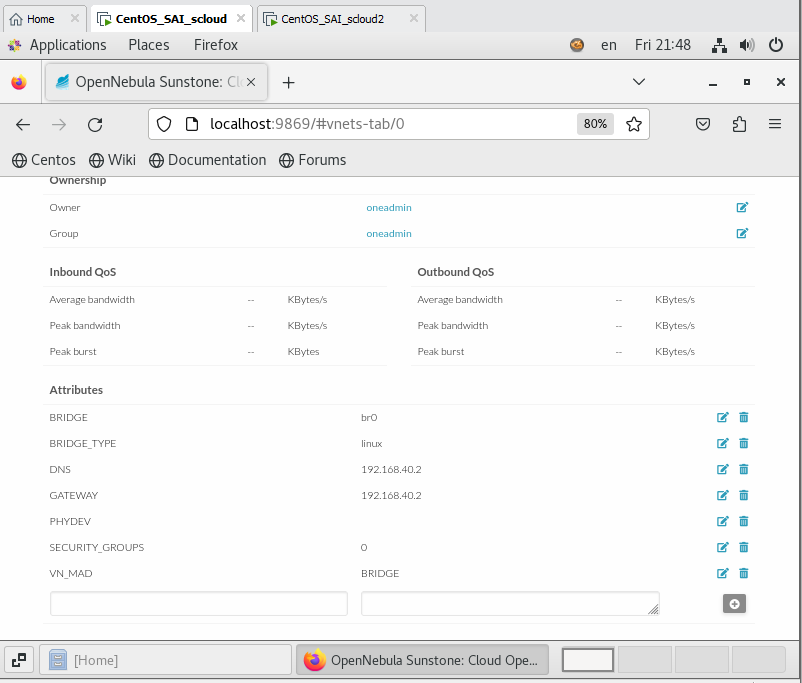 Home CentOS_SAI_scloud CentOS_SAI_scloud2
Applications Places Firefox en Fri 21:48
OpenNebula Sunstone: Cl
localhost:9869/#vnets-tab/0 80%
Centos Wiki Documentation Forums
Ownership
Owner oneadmin
Group oneadmin
Inbound QoS Outbound QoS
Average bandwidth -- KBytes/s Average bandwidth -- KBytes/s
Peak bandwidth -- KBytes/s Peak bandwidth -- KBytes/s
Peak burst -- KBytes Peak burst -- KBytes/s
Attributes
BRIDGE br0
BRIDGE_TYPE linux
DNS 192.168.40.2
GATEWAY 192.168.40.2
PHYDEV
SECURITY_GROUPS 0
VN_MAD BRIDGE
[Home] OpenNebula Sunstone: Cloud Ope...